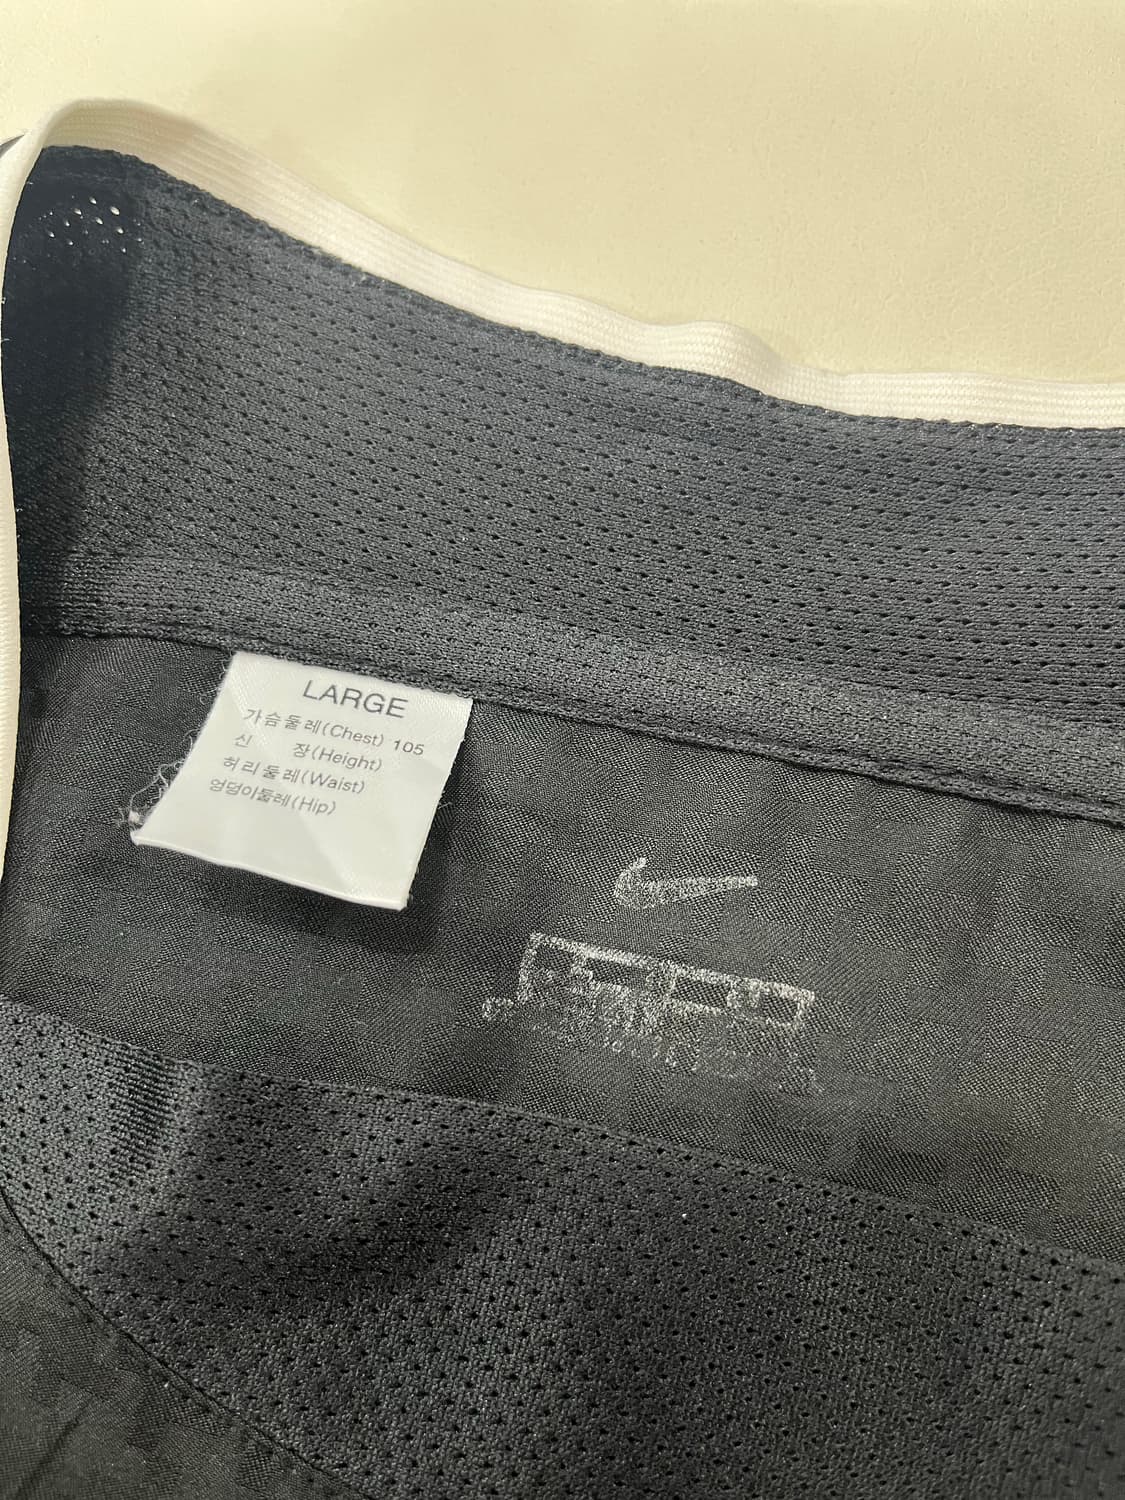 LARGE
가슴둘레(Chest) 105
신 장(Height)
허리둘레(Waist)
엉덩이둘레(Hip)